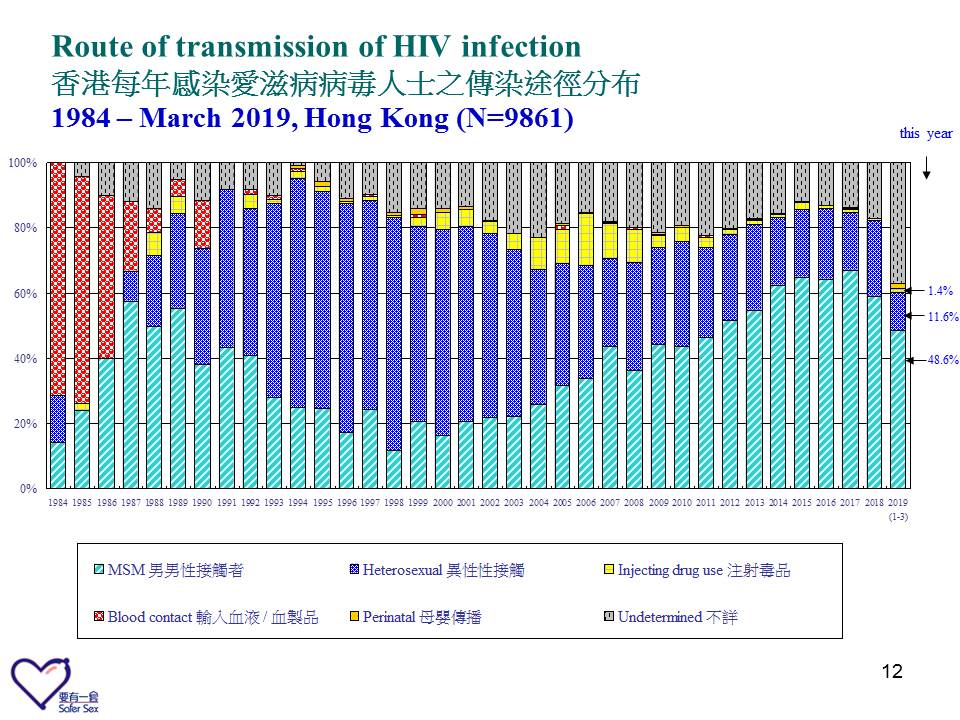 Route of transmission of HIV infection
香港每年感染愛滋病病毒人士之傳染途徑分布
1984 – March 2019, Hong Kong (N=9861)
this year
100%
80%
60%
40%
20%
0%
1.4%
11.6%
48.6%
1984 1985 1986 1987 1988 1989 1990 1991 1992 1993 1994 1995 1996 1997 1998 1999 2000 2001 2002 2003 2004 2005 2006 2007 2008 2009 2010 2011 2012 2013 2014 2015 2016 2017 2018 2019
(1-3)
MSM 男男性接觸者 Heterosexual 異性性接觸 Injecting drug use 注射毒品
Blood contact 輸入血液 / 血製品 Perinatal 母嬰傳播 Undetermined 不詳
要有一套
Safer Sex
12